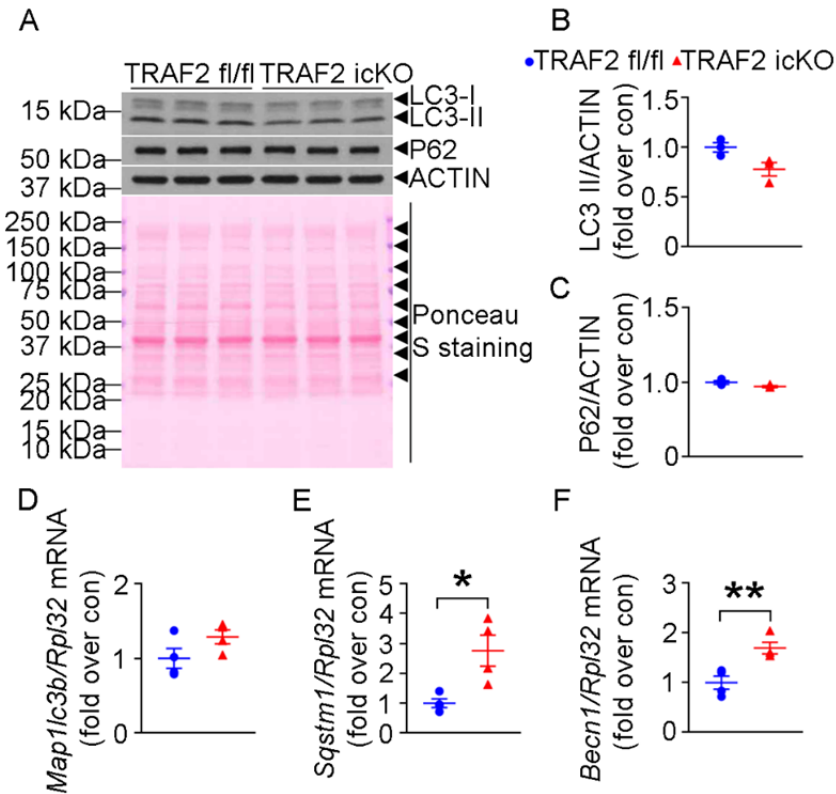 A
TRAF2 fl/fl TRAF2 icKO
15 kDa
LC3-I
LC3-II
50 kDa
P62
37 kDa
ACTIN
250 kDa
150 kDa
100 kDa
75 kDa
50 kDa
37 kDa
25 kDa
20 kDa
15 kDa
10 kDa
Ponceau
S staining
B
TRAF2 fl/fl TRAF2 icKO
LC3 II/ACTIN
(fold over con)
1.5
1.0
0.5
0
C
P62/ACTIN
(fold over con)
1.5
1.0
0
D
Map1lc3b/Rpl32 mRNA
(fold over con)
2
1
0
E
Sqstm1/Rpl32 mRNA
(fold over con)
5
4
3
2
1
0
*
F
Becn1/Rpl32 mRNA
(fold over con)
3
2
1
0
**